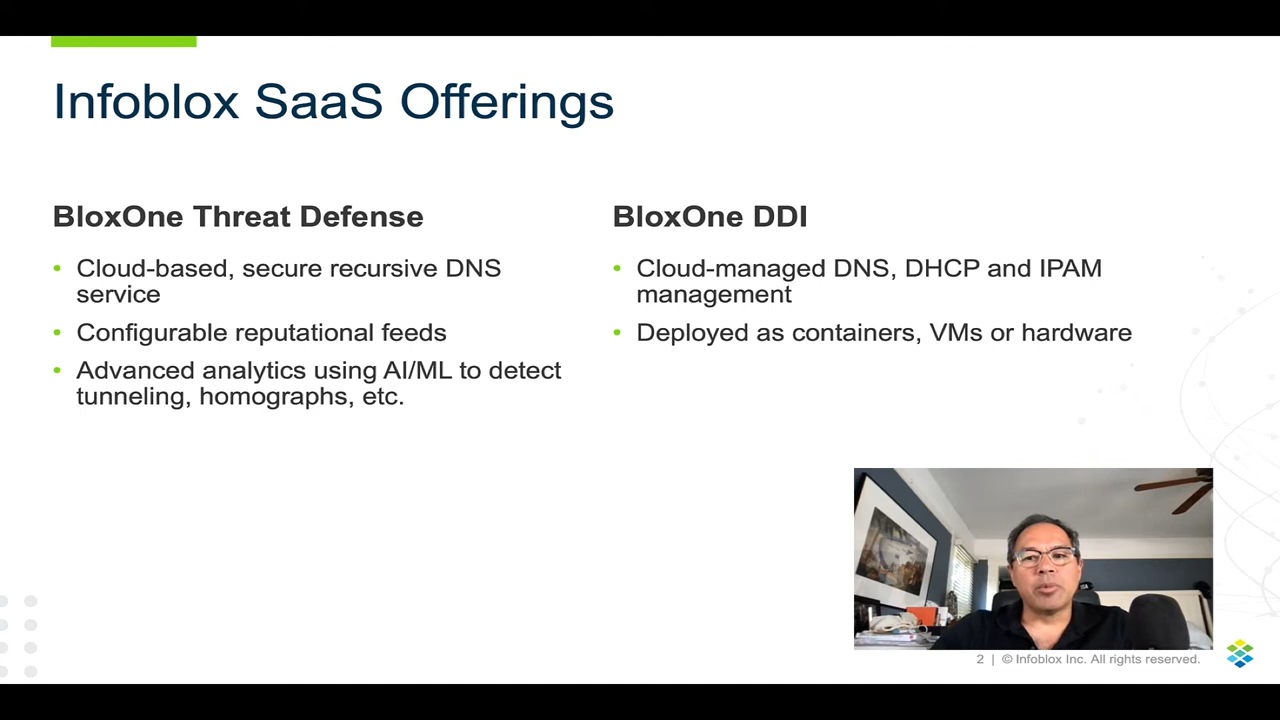 Infoblox SaaS Offerings
BloxOne Threat Defense
• Cloud-based, secure recursive DNS
service
• Configurable reputational feeds
• Advanced analytics using AI/ML to detect
tunneling, homographs, etc.
BloxOne DDI
• Cloud-managed DNS, DHCP and IPAM
management
• Deployed as containers, VMs or hardware
2 | © Infoblox Inc. All rights reserved.